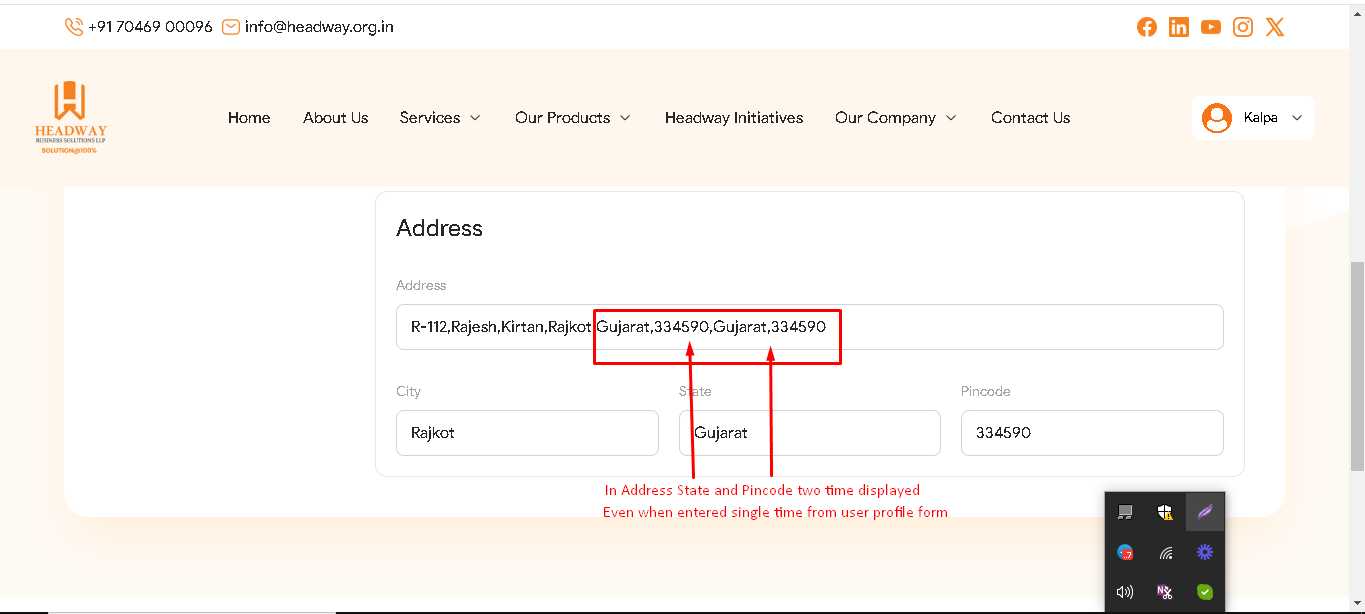 +91 70469 00096 info@headway.org.in
HEADWAY
BUSINESS SOLUTIONS LLP
SOLUTION@100%
Home About Us Services Our Products Headway Initiatives Our Company Contact Us Kalpa
Address
Address
R-112,Rajesh,Kirtan,Rajkot,Gujarat,334590,Gujarat,334590
City State Pincode
Rajkot Gujarat 334590
In Address State and Pincode two time displayed
Even when entered single time from user profile form